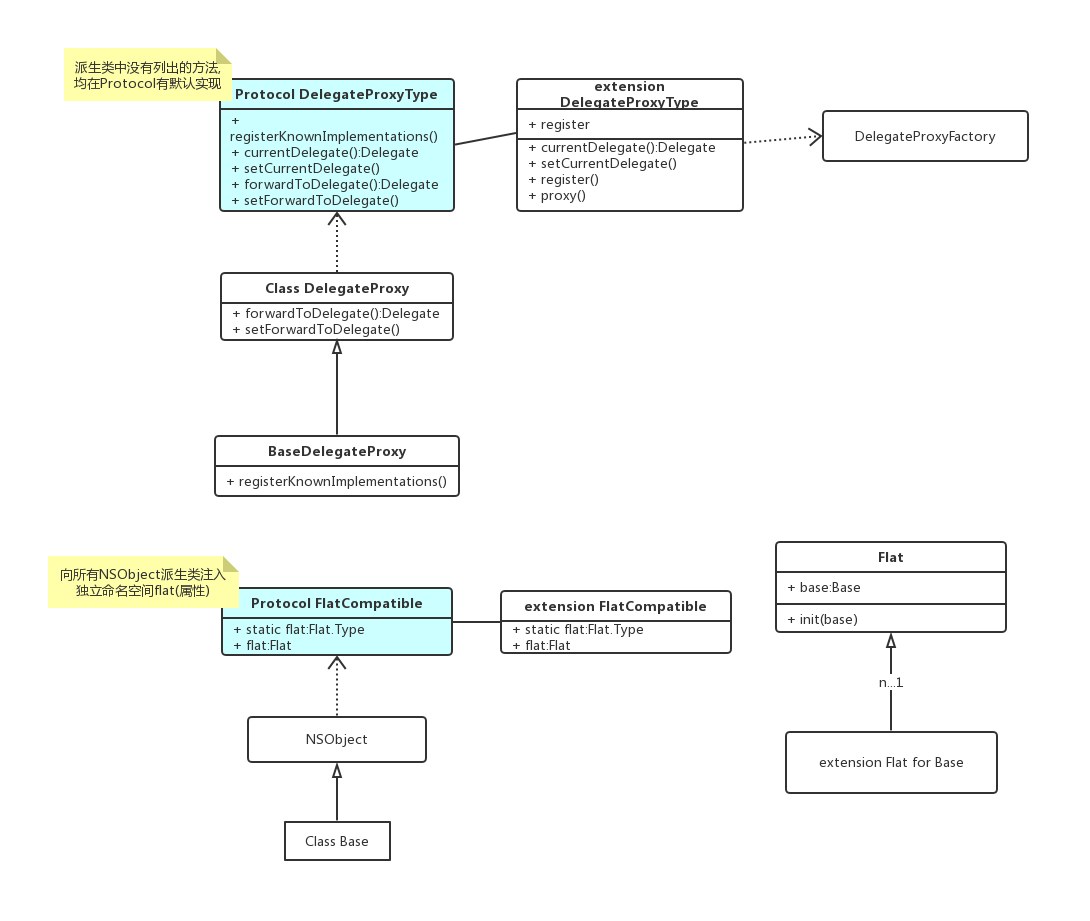 派生类中没有列出的方法,
均在Protocol有默认实现
Protocol DelegateProxyType
+
registerKnownImplementations()
+ currentDelegate():Delegate
+ setCurrentDelegate()
+ forwardToDelegate():Delegate
+ setForwardToDelegate()
extension
DelegateProxyType
+ register
+ currentDelegate():Delegate
+ setCurrentDelegate()
+ register()
+ proxy()
DelegateProxyFactory
Class DelegateProxy
+ forwardToDelegate():Delegate
+ setForwardToDelegate()
BaseDelegateProxy
+ registerKnownImplementations()
向所有NSObject派生类注入
独立命名空间flat(属性)
Protocol FlatCompatible
+ static flat:Flat.Type
+ flat:Flat
extension FlatCompatible
+ static flat:Flat.Type
+ flat:Flat
Flat
+ base:Base
+ init(base)
n...1
extension Flat for Base
NSObject
Class Base